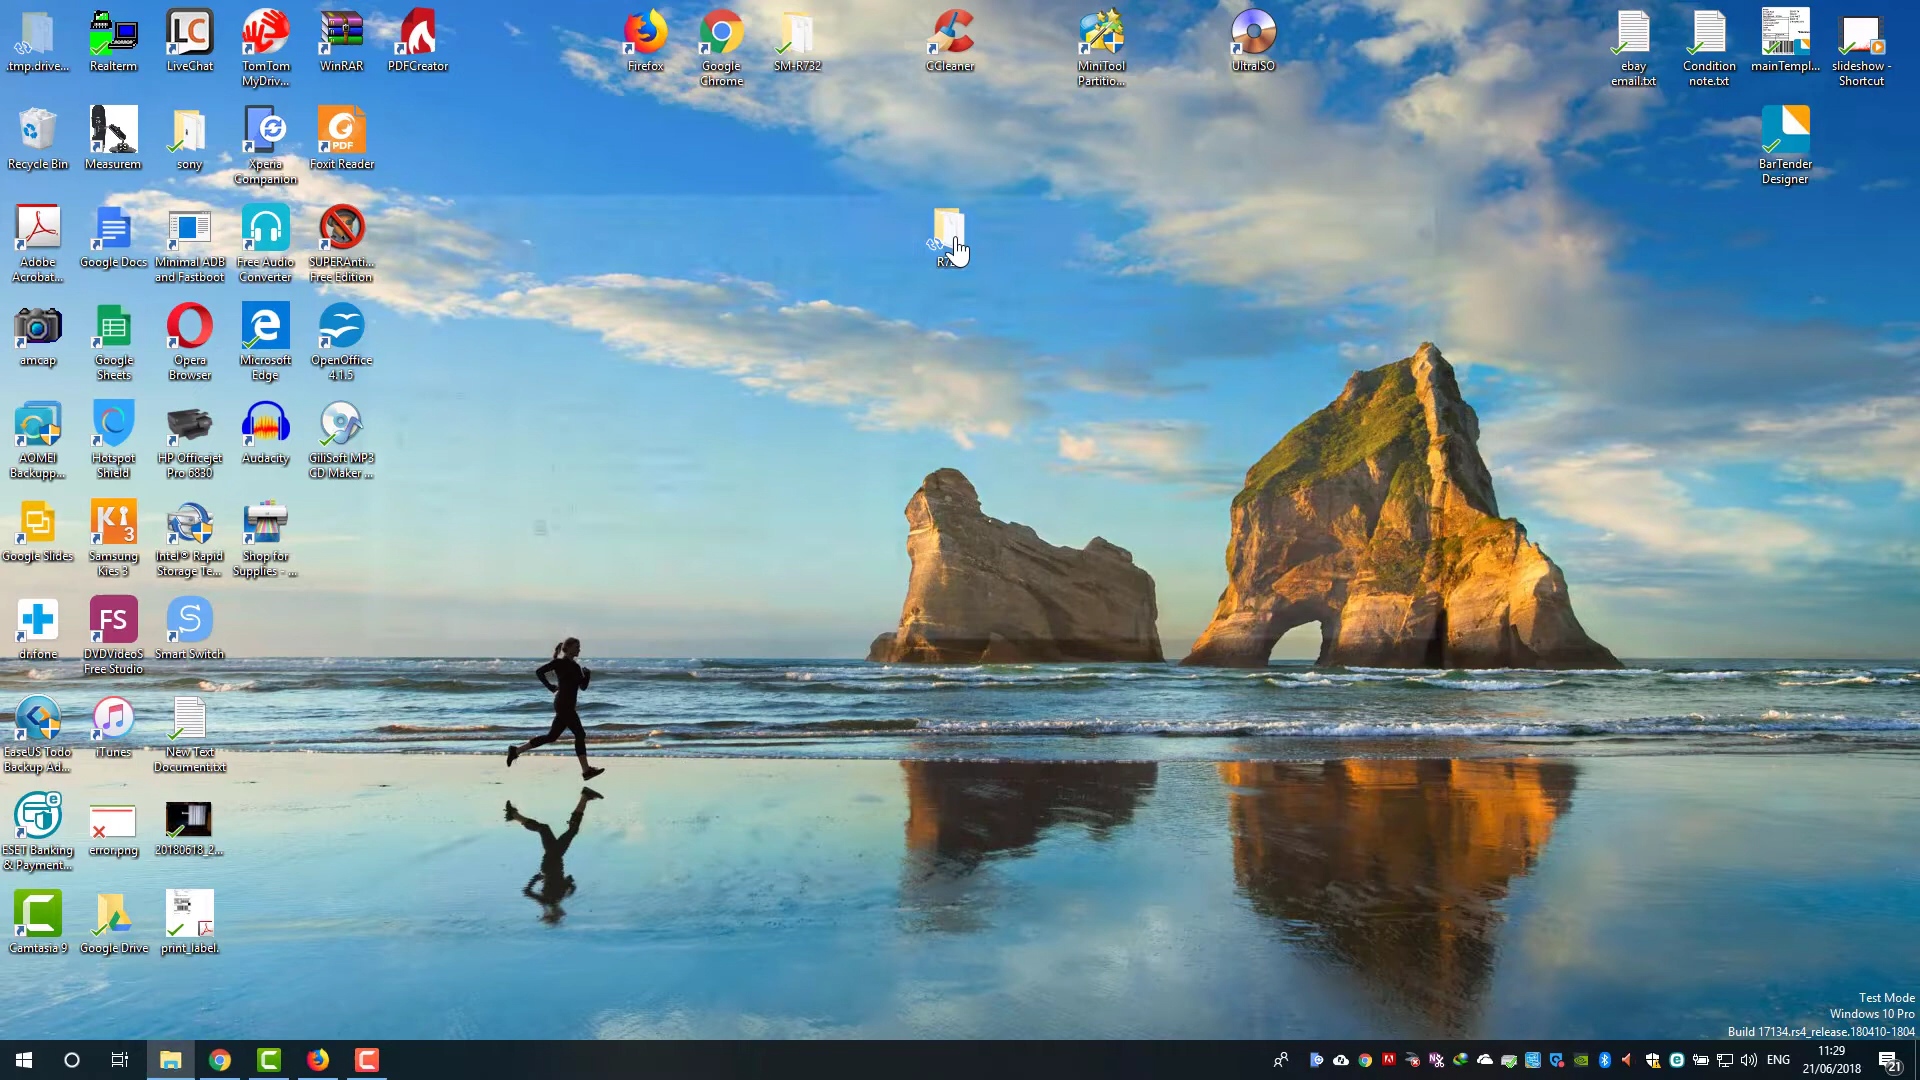 .tmp.drive...
Realterm
LiveChat
TomTom
MyDriv...
WinRAR
PDFCreator
Firefox
Google
Chrome
SM-R732
CCleaner
MiniTool
Partitio...
UltraISO
ebay
email.txt
Condition
note.txt
mainTempl...
slideshow -
Shortcut
Recycle Bin
Measurem
sony
Xperia
Companion
Foxit Reader
BarTender
Designer
Adobe
Acrobat...
Google Docs
Minimal ADB
and Fastboot
Free Audio
Converter
SUPERAnti...
Free Edition
amcap
Google
Sheets
Opera
Browser
Microsoft
Edge
OpenOffice
4.1.5
AOMEI
Backupp...
Hotspot
Shield
HP Officejet
Pro 6830
Audacity
GiliSoft MP3
CD Maker ...
Google Slides
Samsung
Kies 3
Intel® Rapid
Storage Te...
Shop for
Supplies - ...
dr.fone
DVDVideoS
Free Studio
Smart Switch
EaseUS Todo
Backup Ad...
iTunes
New Text
Document.txt
ESET Banking
& Payment...
error.png
20180618_2...
Camtasia 9
Google Drive
print_label.
Test Mode
Windows 10 Pro
Build 17134.rs4_release.180410-1804
ENG
11:29
21/06/2018
21